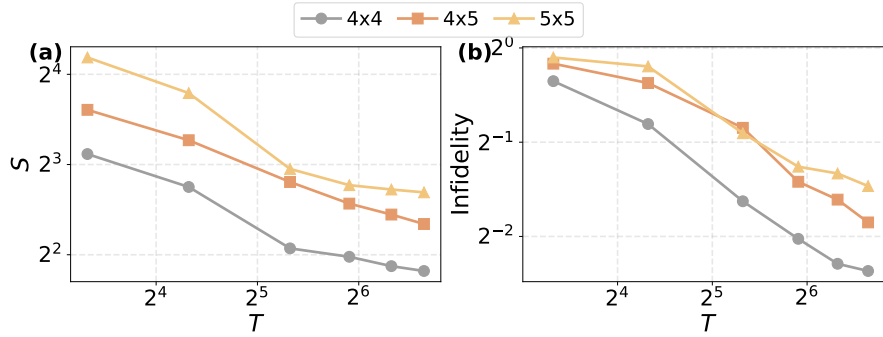 4x4 4x5 5x5
(a)
2^4
2^3
2^2
S
2^4 2^5 2^6
T
(b)
2^0
2^{-1}
2^{-2}
Infidelity
2^4 2^5 2^6
T